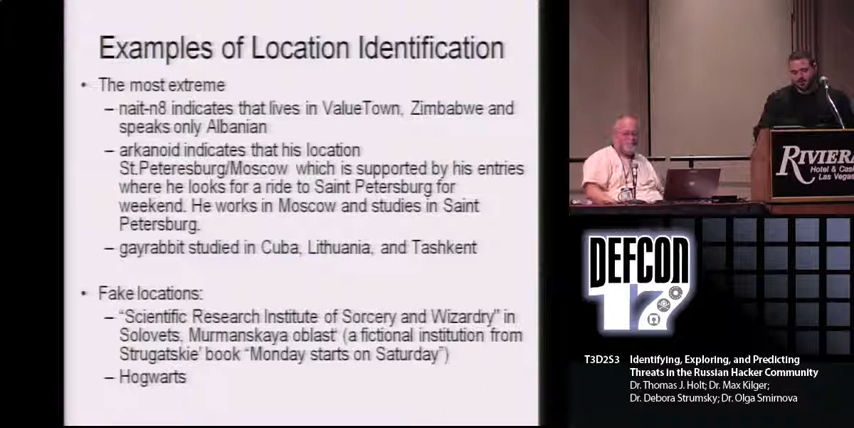 Examples of Location Identification
• The most extreme
– nait-n8 indicates that lives in ValueTown, Zimbabwe and
speaks only Albanian
– arkanoid indicates that his location
St.Peteresburg/Moscow which is supported by his entries
where he looks for a ride to Saint Petersburg for
weekend. He works in Moscow and studies in Saint
Petersburg.
– gayrabbit studied in Cuba, Lithuania, and Tashkent
• Fake locations:
– “Scientific Research Institute of Sorcery and Wizardry” in
Solovets, Murmanskaya oblast' (a fictional institution from
Strugatskie' book “Monday starts on Saturday”)
– Hogwarts
RIVIERA
Hotel & Cas
Las Vegas
DEFCON
17
T3D2S3 Identifying, Exploring, and Predicting
Threats in the Russian Hacker Community
Dr. Thomas J. Holt; Dr. Max Kilger;
Dr. Debora Strumsky; Dr. Olga Smirnova